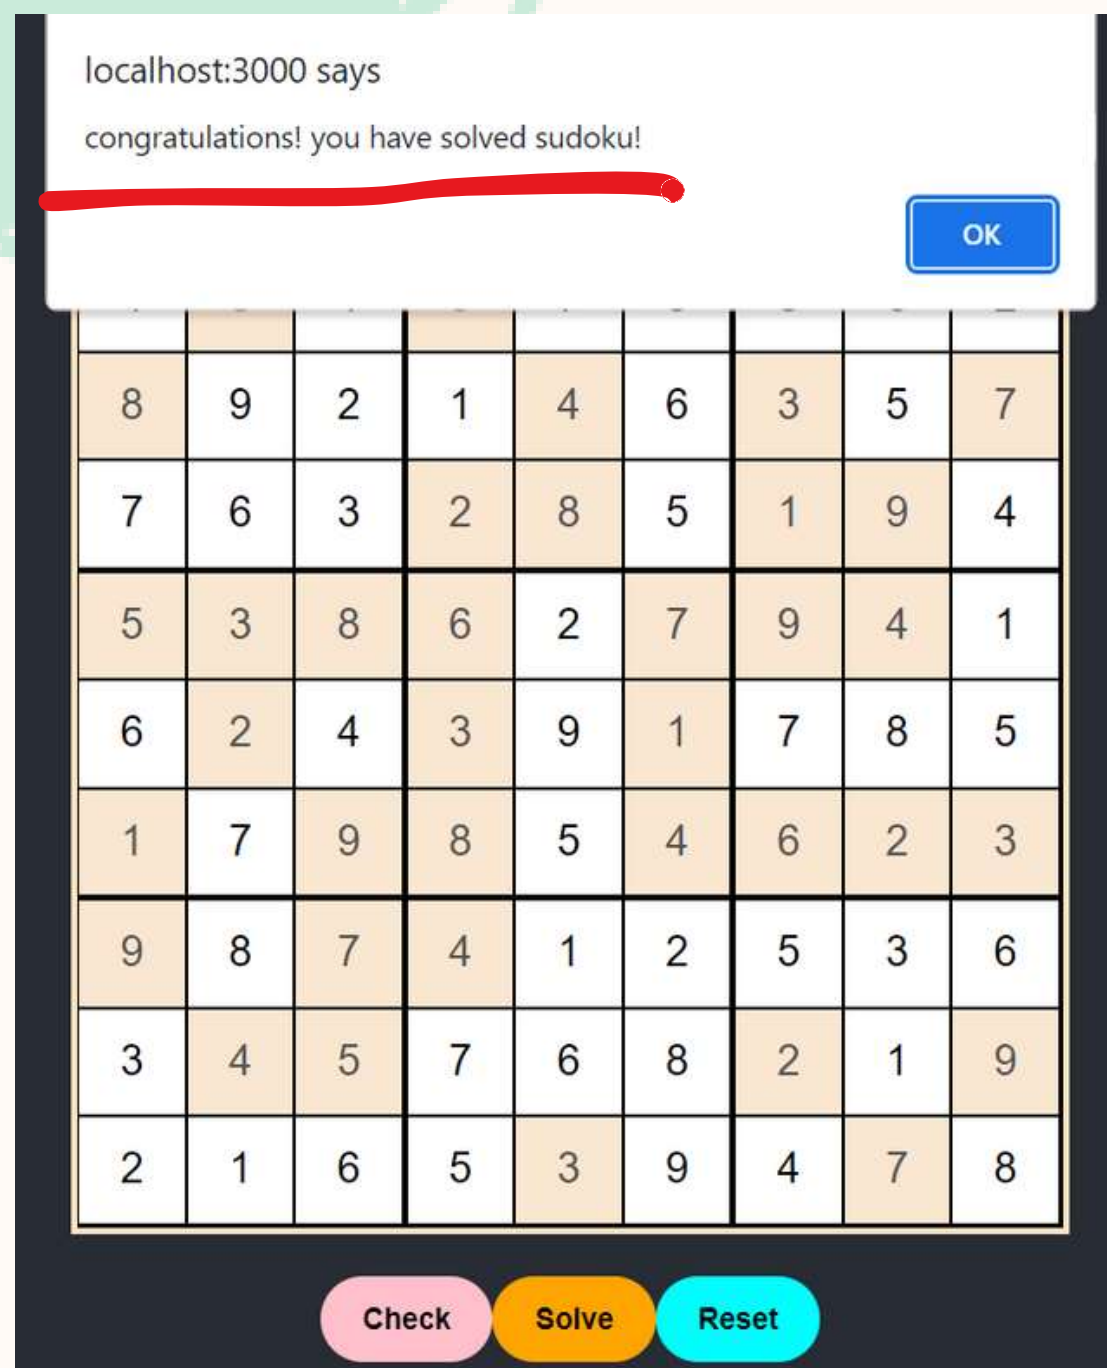 localhost:3000 says
congratulations! you have solved sudoku!
OK
8 9 2 1 4 6 3 5 7
7 6 3 2 8 5 1 9 4
5 3 8 6 2 7 9 4 1
6 2 4 3 9 1 7 8 5
1 7 9 8 5 4 6 2 3
9 8 7 4 1 2 5 3 6
3 4 5 7 6 8 2 1 9
2 1 6 5 3 9 4 7 8
Check Solve Reset